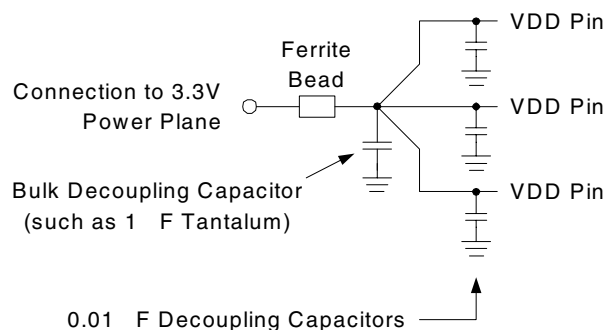 Ferrite
Bead
VDD Pin
Connection to 3.3V
Power Plane
VDD Pin
Bulk Decoupling Capacitor
(such as 1 F Tantalum)
VDD Pin
0.01 F Decoupling Capacitors